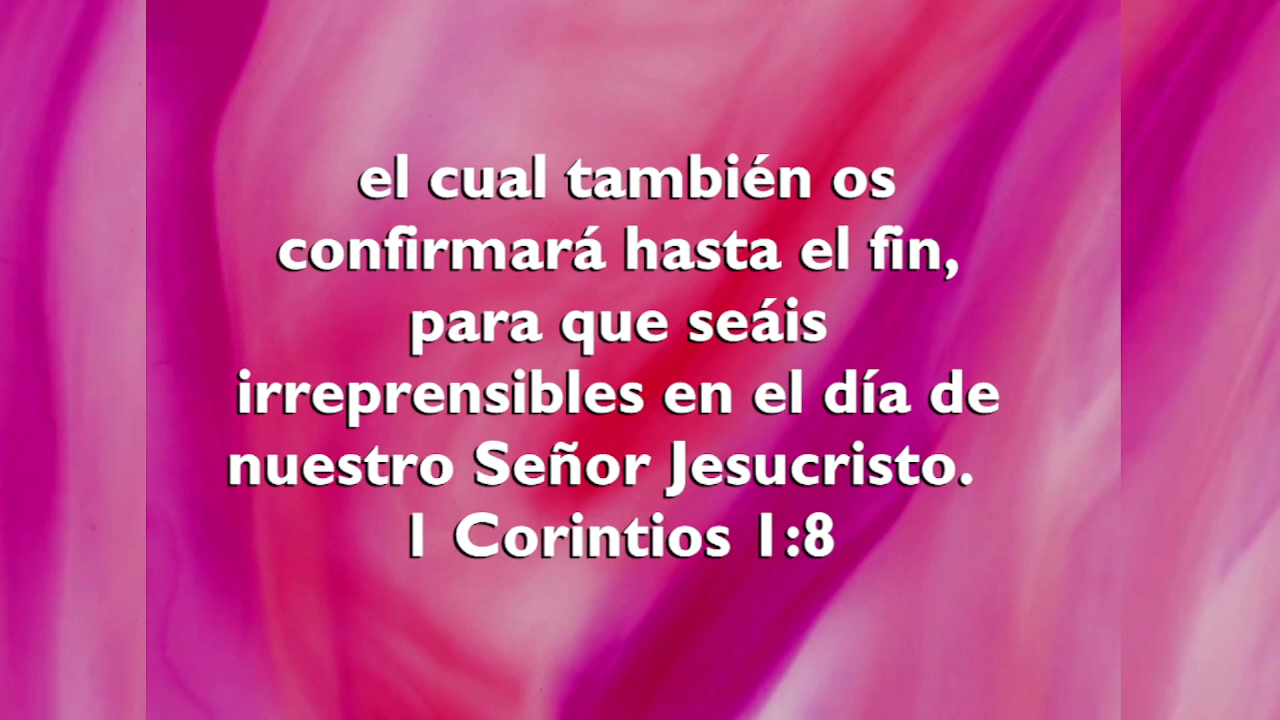 el cual también os
confirmará hasta el fin,
para que seáis
irreprensibles en el día de
nuestro Señor Jesucristo.
1 Corintios 1:8